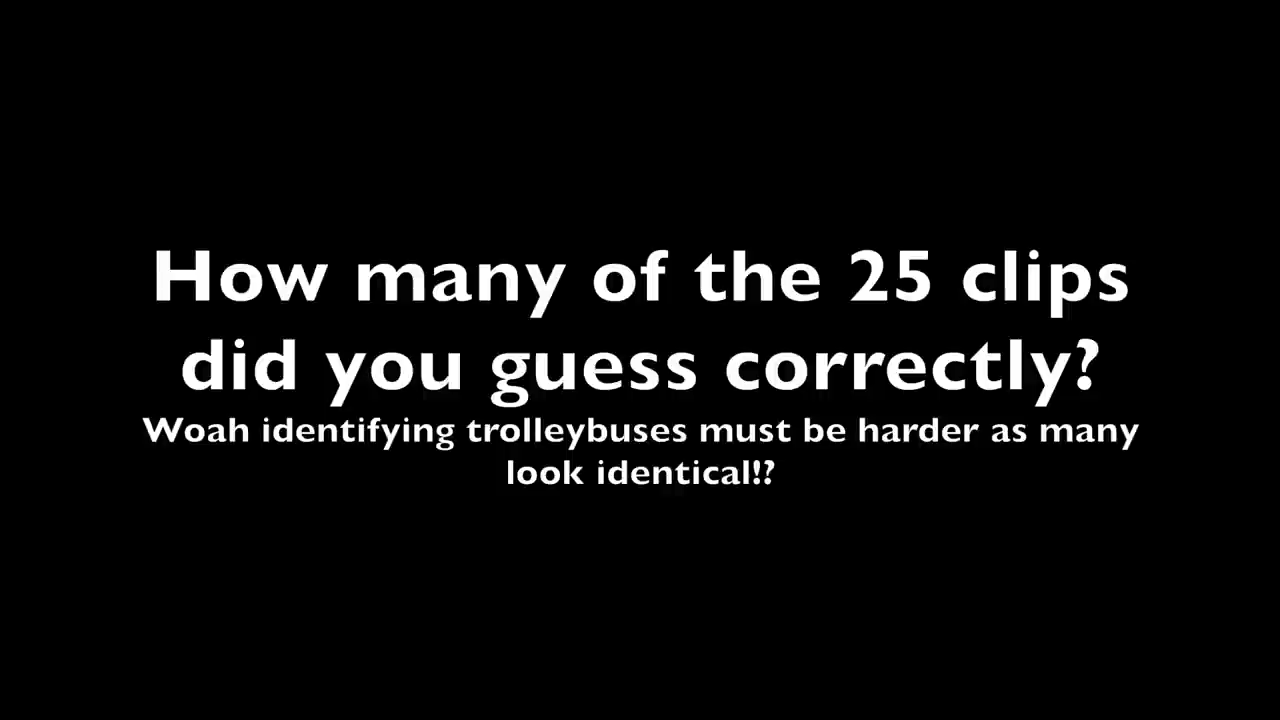 How many of the 25 clips
did you guess correctly?
Woah identifying trolleybuses must be harder as many
look identical!?